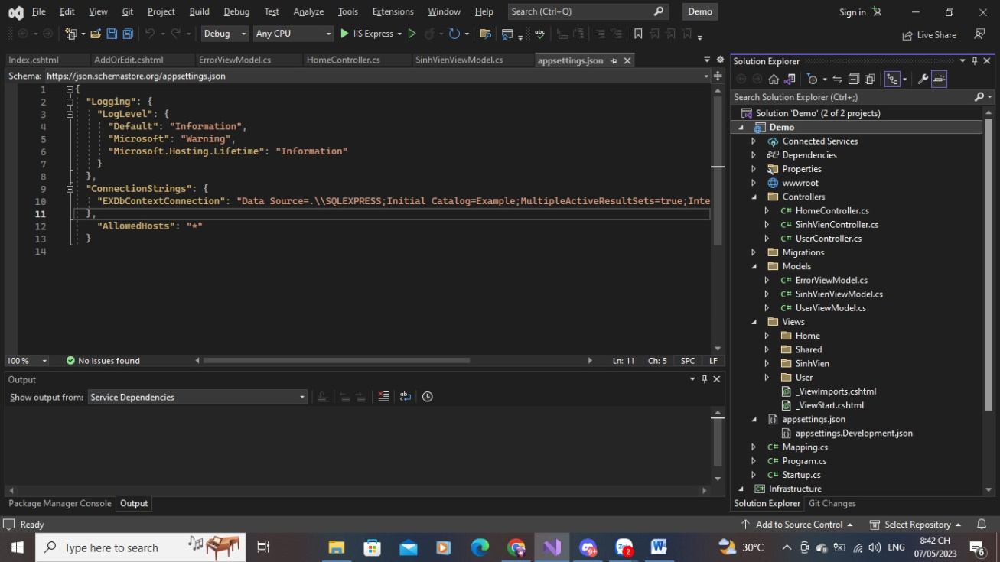 File Edit View Git Project Build Debug Test Analyze Tools Extensions Window Help Search (Ctrl+Q) Demo Sign in
Debug Any CPU IIS Express Live Share
Index.cshtml AddOrEdit.cshtml ErrorViewModel.cs HomeController.cs SinhVienViewModel.cs appsettings.json
Schema: https://json.schemastore.org/appsettings.json
1 {
2 "Logging": {
3 "LogLevel": {
4 "Default": "Information",
5 "Microsoft": "Warning",
6 "Microsoft.Hosting.Lifetime": "Information"
7 }
8 },
9 "ConnectionStrings": {
10 "EXDbContextConnection": "Data Source=.\\SQLEXPRESS;Initial Catalog=Example;MultipleActiveResultSets=true;Inte
11 },
12 "AllowedHosts": "*"
13 }
14
100 % No issues found Ln: 11 Ch: 5 SPC LF
Output
Show output from: Service Dependencies
Package Manager Console Output
Solution Explorer
Search Solution Explorer (Ctrl+;)
Solution 'Demo' (2 of 2 projects)
Demo
Connected Services
Dependencies
Properties
wwwroot
Controllers
C# HomeController.cs
C# SinhVienController.cs
C# UserController.cs
Migrations
Models
C# ErrorViewModel.cs
C# SinhVienViewModel.cs
C# UserViewModel.cs
Views
Home
Shared
SinhVien
User
_ViewImports.cshtml
_ViewStart.cshtml
appsettings.json
appsettings.Development.json
C# Mapping.cs
C# Program.cs
C# Startup.cs
C# Infrastructure
Solution Explorer Git Changes
Ready Add to Source Control Select Repository
Type here to search 9+ 2 30°C ENG 8:42 CH 6
07/05/2023